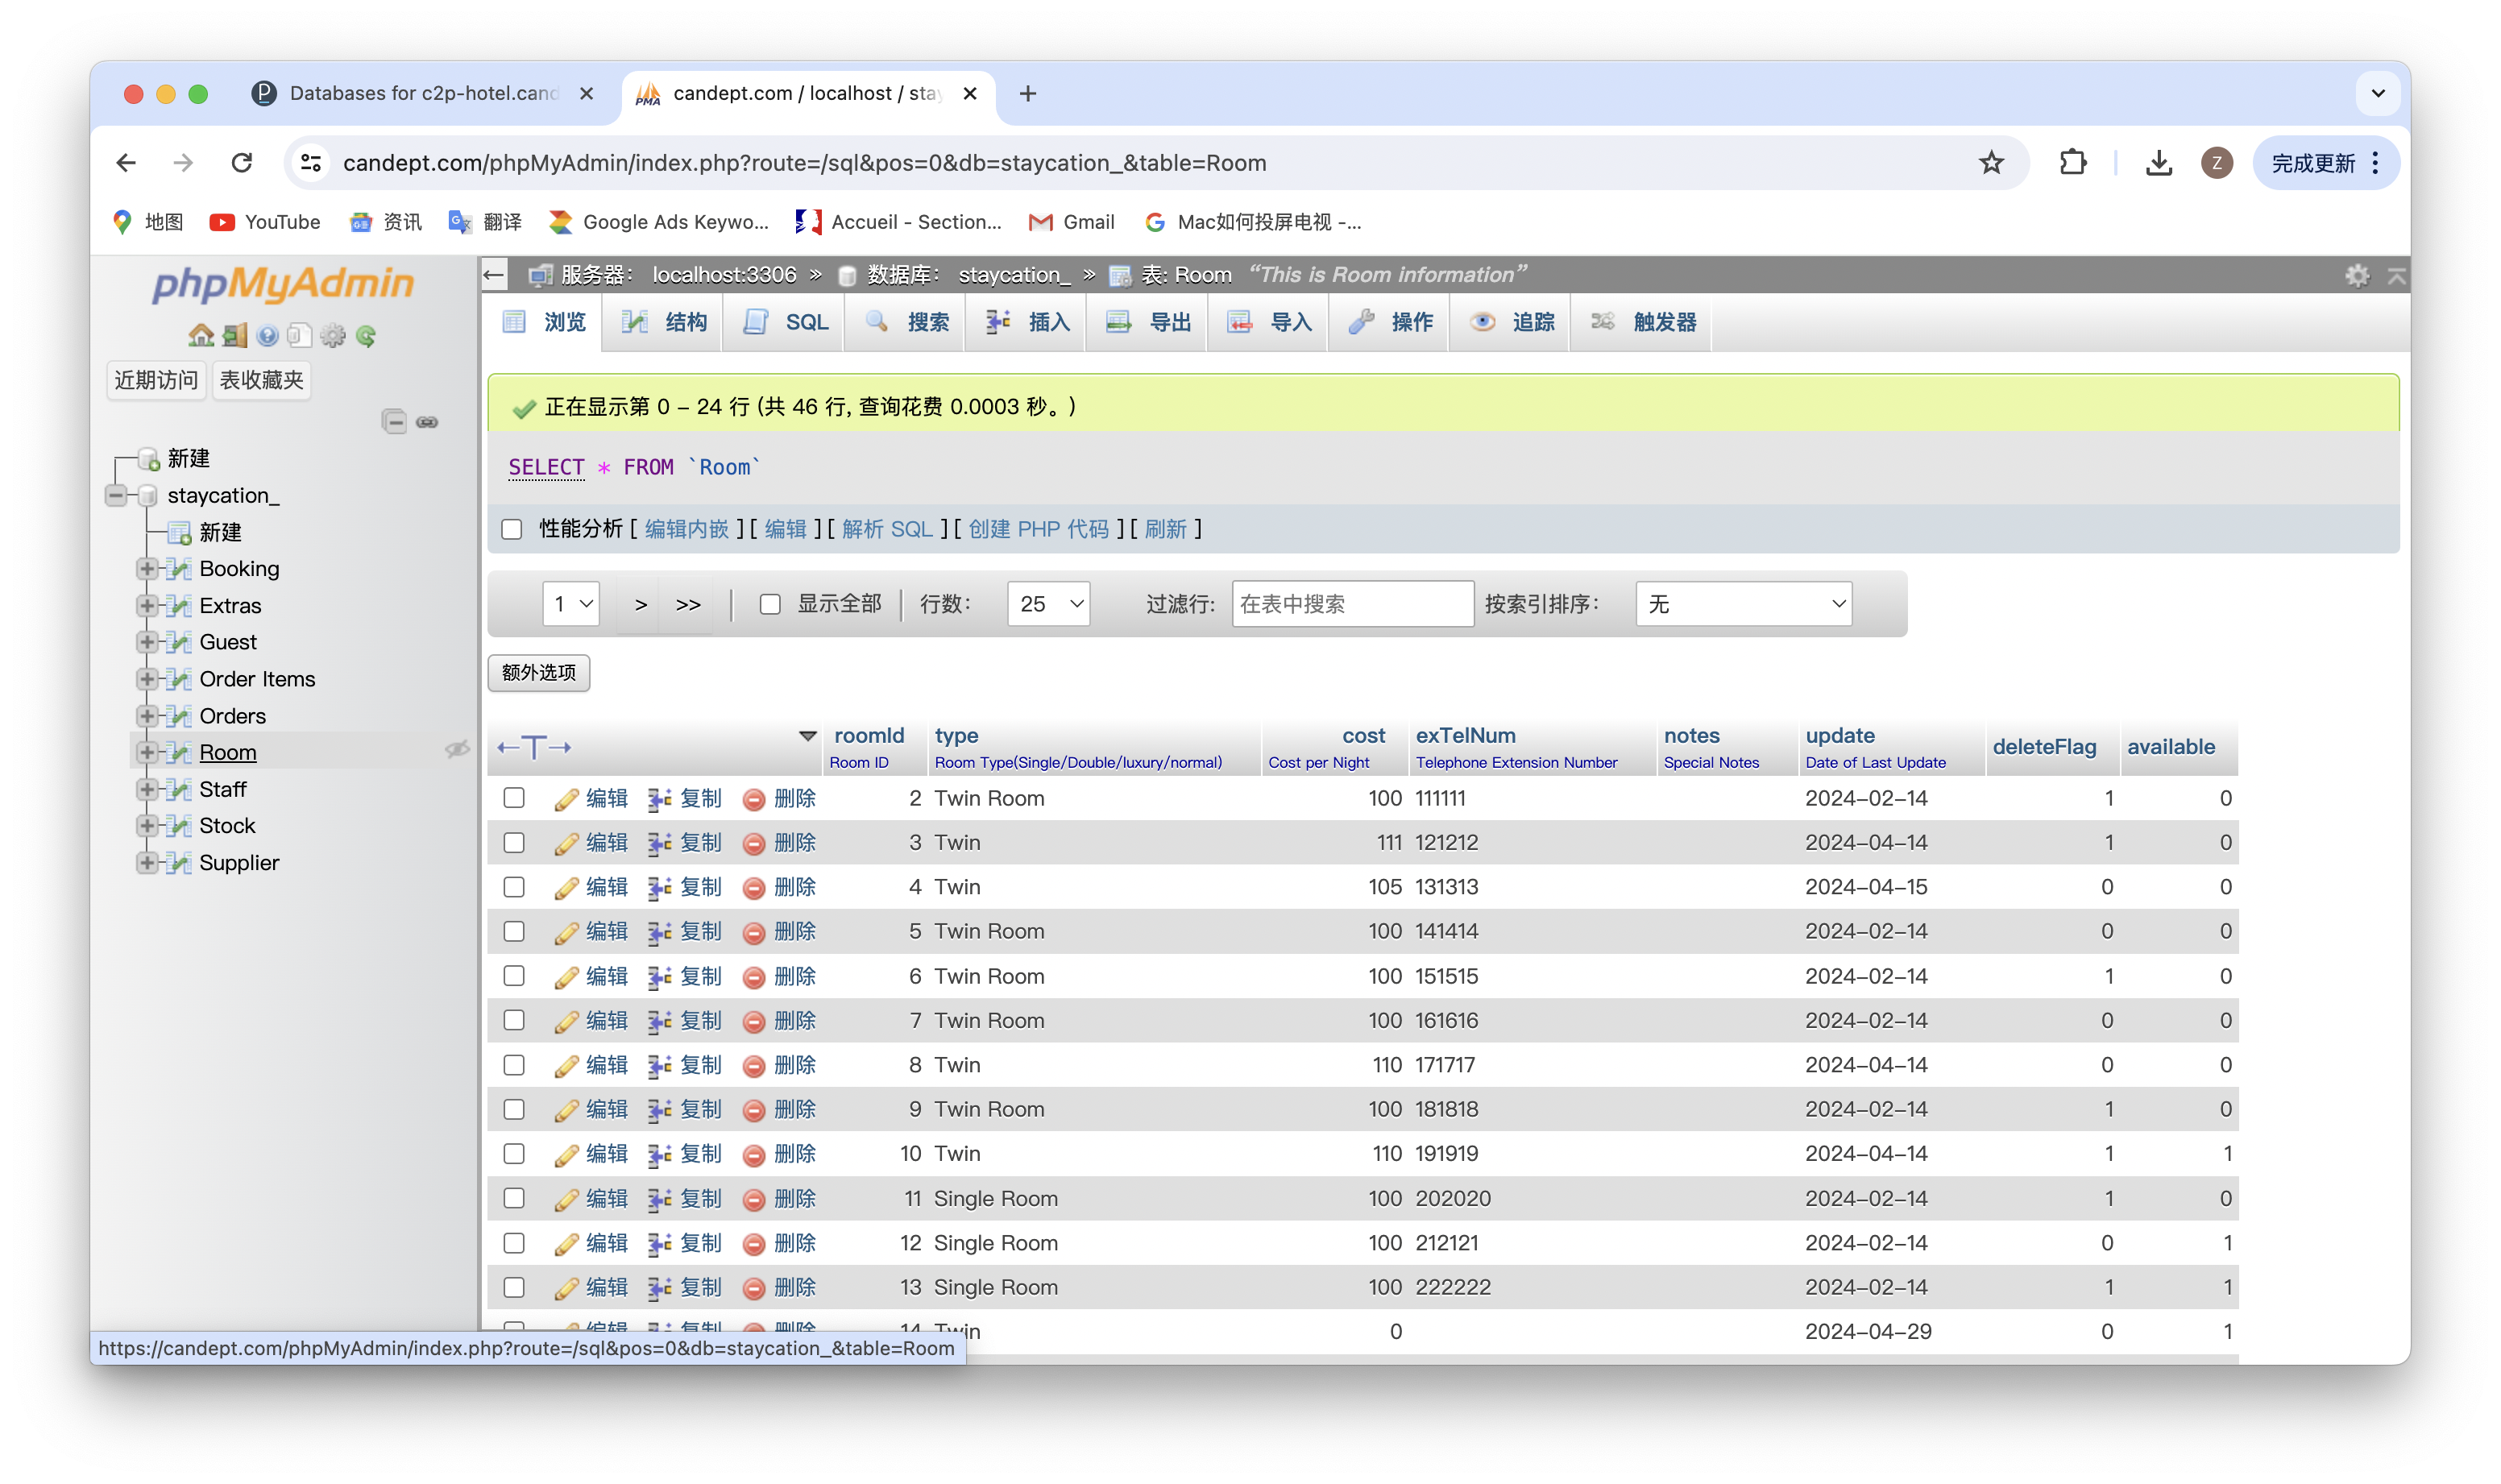 Databases for c2p-hotel.cand
candept.com / localhost / stay
candept.com/phpMyAdmin/index.php?route=/sql&pos=0&db=staycation_&table=Room
Z
完成更新
地图
YouTube
资讯
翻译
Google Ads Keywo...
Accueil - Section...
Gmail
Mac如何投屏电视 -...
phpMyAdmin
近期访问
表收藏夹
新建
staycation_
新建
Booking
Extras
Guest
Order Items
Orders
Room
Staff
Stock
Supplier
服务器: localhost:3306 » 数据库: staycation_ » 表: Room “This is Room information”
浏览 结构 SQL 搜索 插入 导出 导入 操作 追踪 触发器
正在显示第 0 - 24 行 (共 46 行, 查询花费 0.0003 秒。)
SELECT * FROM `Room`
性能分析 [ 编辑内嵌 ] [ 编辑 ] [ 解析 SQL ] [ 创建 PHP 代码 ] [ 刷新 ]
1 > >> | 显示全部 | 行数: 25 过滤行: 在表中搜索 按索引排序: 无
额外选项
←T→ roomId type cost exTelNum notes update deleteFlag available
Room ID Room Type(Single/Double/luxury/normal) Cost per Night Telephone Extension Number Special Notes Date of Last Update
编辑 复制 删除 2 Twin Room 100 111111 2024-02-14 1 0
编辑 复制 删除 3 Twin 111 121212 2024-04-14 1 0
编辑 复制 删除 4 Twin 105 131313 2024-04-15 0 0
编辑 复制 删除 5 Twin Room 100 141414 2024-02-14 0 0
编辑 复制 删除 6 Twin Room 100 151515 2024-02-14 1 0
编辑 复制 删除 7 Twin Room 100 161616 2024-02-14 0 0
编辑 复制 删除 8 Twin 110 171717 2024-04-14 0 0
编辑 复制 删除 9 Twin Room 100 181818 2024-02-14 1 0
编辑 复制 删除 10 Twin 110 191919 2024-04-14 1 1
编辑 复制 删除 11 Single Room 100 202020 2024-02-14 1 0
编辑 复制 删除 12 Single Room 100 212121 2024-02-14 0 1
编辑 复制 删除 13 Single Room 100 222222 2024-02-14 1 1
编辑 复制 删除 14 Twin 0 2024-04-29 0 1
https://candept.com/phpMyAdmin/index.php?route=/sql&pos=0&db=staycation_&table=Room